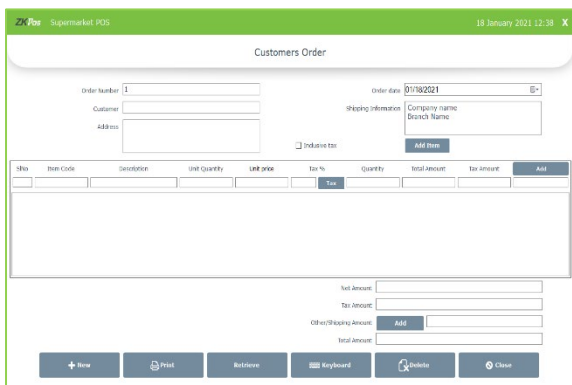 ZKPos Supermarket POS 18 January 2021 12:38 X
Customers Order
Order Number 1 Order date 01/18/2021
Customer Shipping Information Company name
Branch Name
Address
Inclusive tax Add Item
SNo Item Code Description Unit Quantity Unit price Tax % Quantity Total Amount Tax Amount Add
Tax
Net Amount
Tax Amount
Other/Shipping Amount Add
Total Amount
New Print Retrieve Keyboard Delete Close